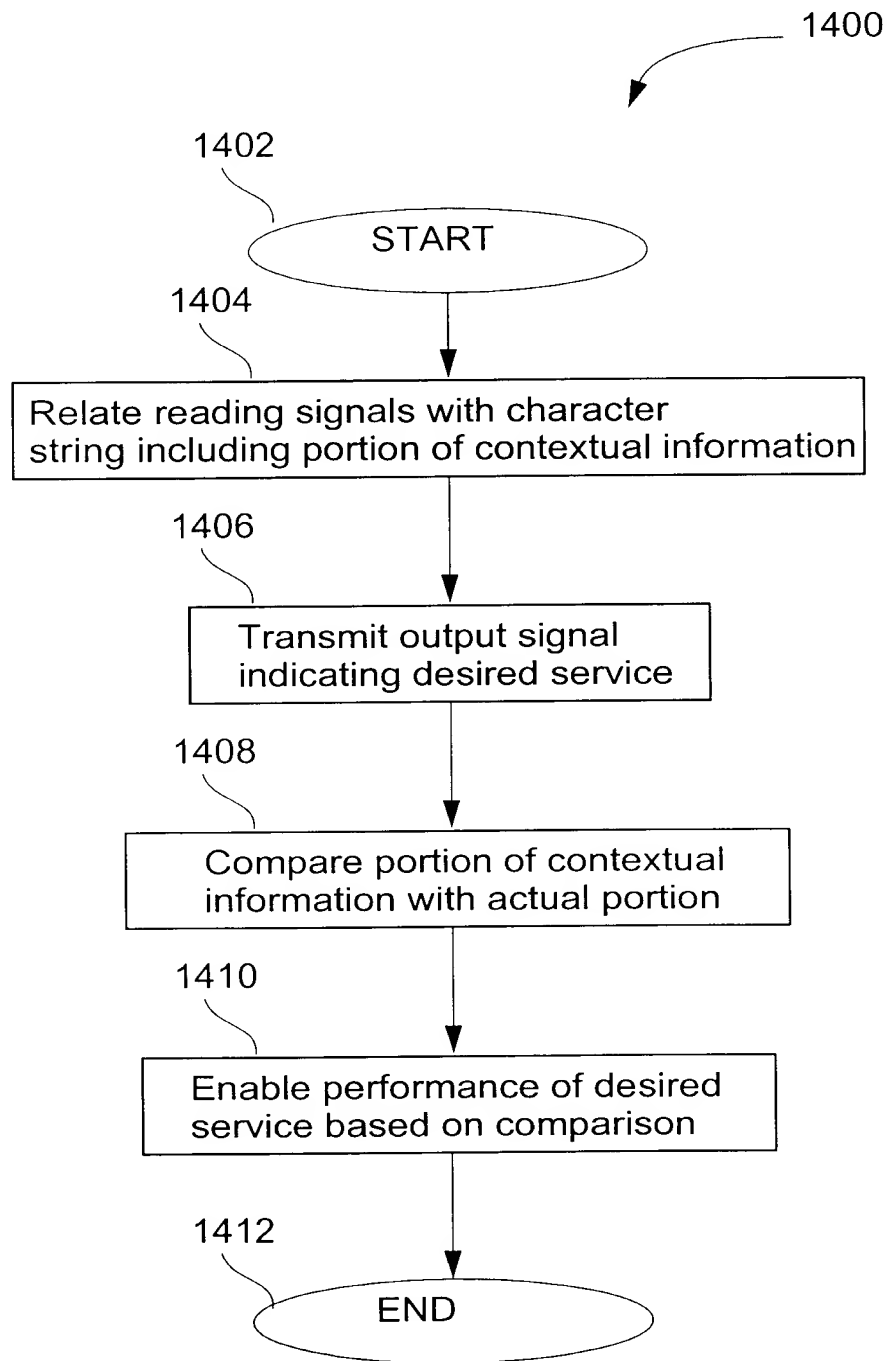 1400
1402
START
1404
Relate reading signals with character
string including portion of contextual information
1406
Transmit output signal
indicating desired service
1408
Compare portion of contextual
information with actual portion
1410
Enable performance of desired
service based on comparison
1412
END